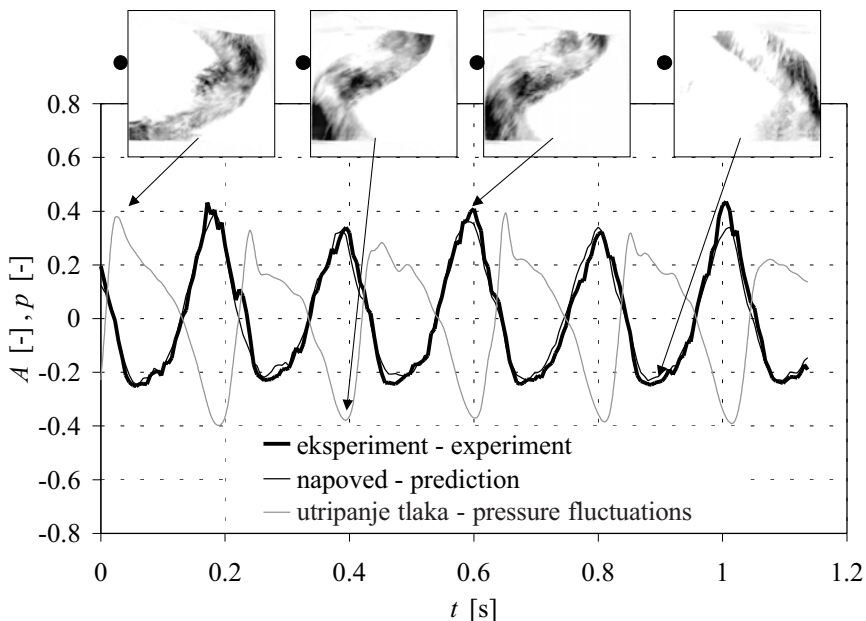 0.8
0.6
0.4
0.2
0
-0.2
-0.4
-0.6
-0.8
A [-], p [-]
eksperiment - experiment
napoved - prediction
utripanje tlaka - pressure fluctuations
0 0.2 0.4 0.6 0.8 1 1.2
t [s]